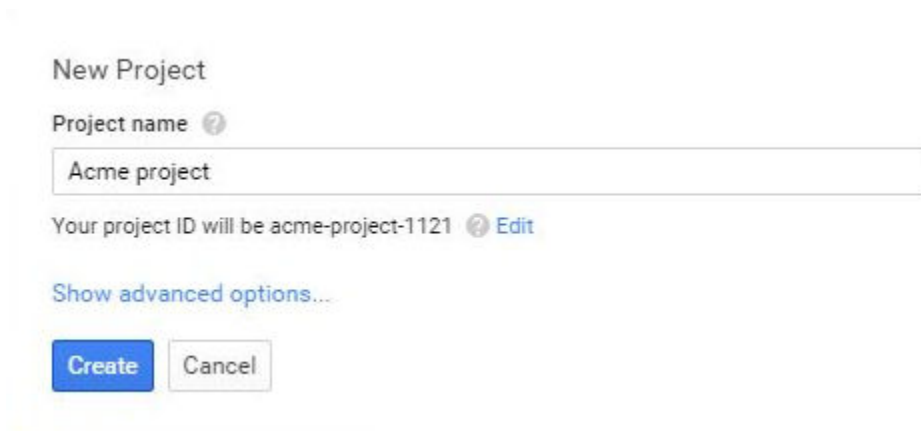 New Project
Project name ?
Acme project
Your project ID will be acme-project-1121 ? Edit
Show advanced options...
Create Cancel